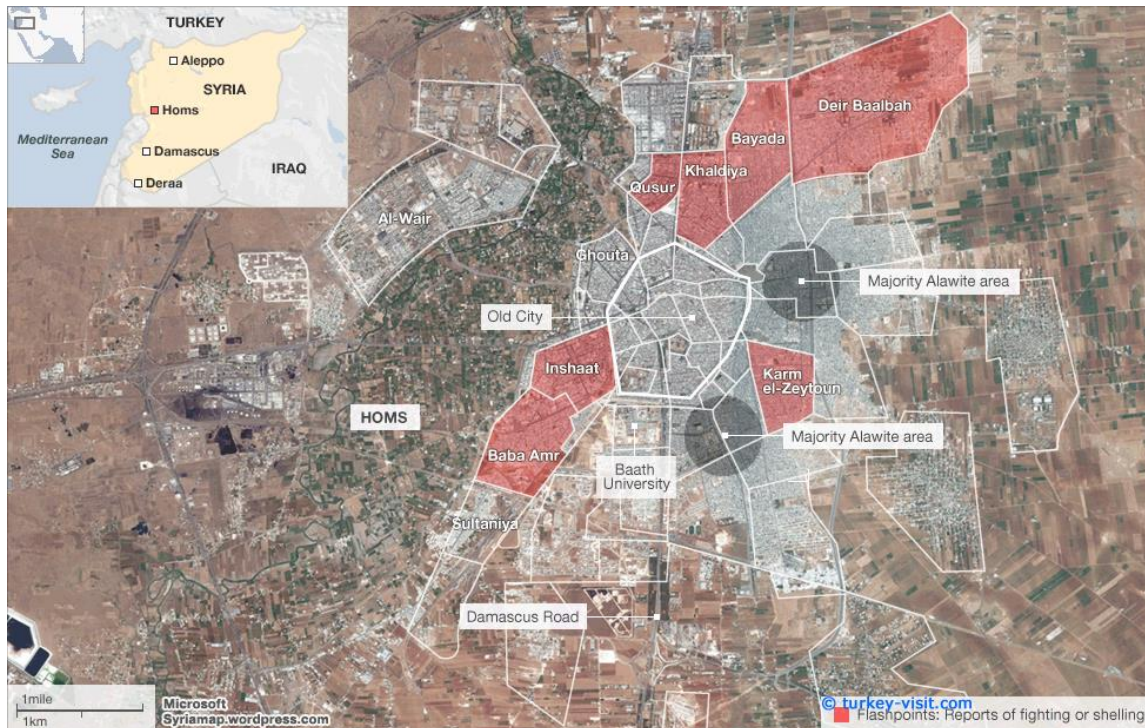 TURKEY
Aleppo
SYRIA
Homs
Mediterranean
Sea
Damascus
IRAQ
Deraa
Deir Baalbah
Bayada
Khaldiya
Qusur
Al-Wair
Ghouta
Majority Alawite area
Old City
Inshaat
Karm
el-Zeytoun
HOMS
Majority Alawite area
Baba Amr
Baath
University
Sultaniya
Damascus Road
1mile
1km
Microsoft
Syriamap.wordpress.com
© turkey-visit.com
Flashpoints: Reports of fighting or shelling